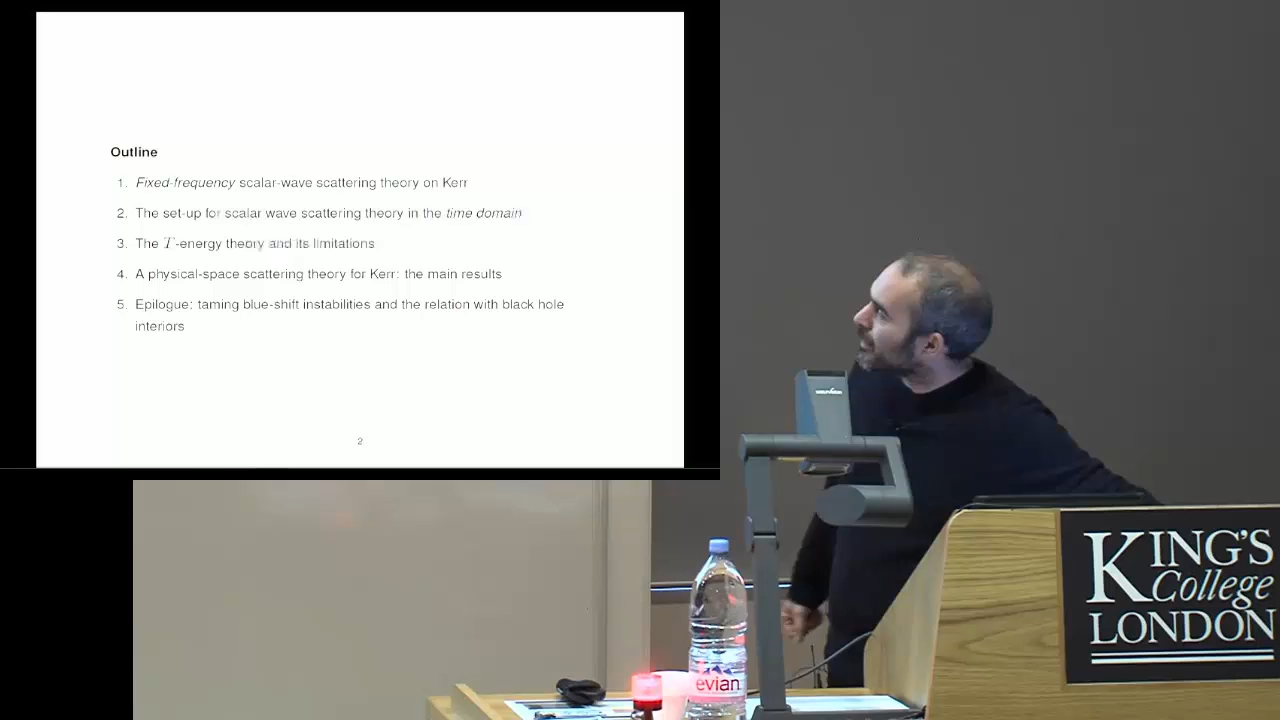 Outline
1. Fixed-frequency scalar-wave scattering theory on Kerr
2. The set-up for scalar wave scattering theory in the time domain
3. The T-energy theory and its limitations
4. A physical-space scattering theory for Kerr: the main results
5. Epilogue: taming blue-shift instabilities and the relation with black hole
interiors
2
KING'S
College
LONDON
evian